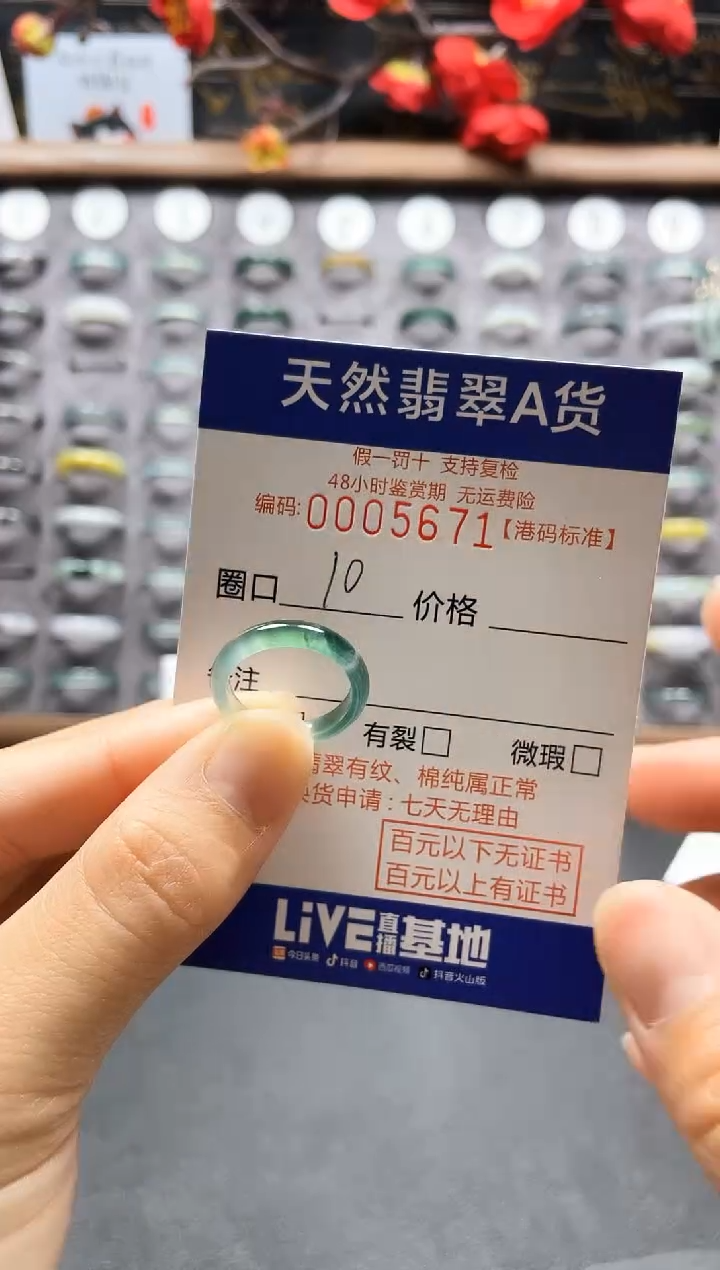 天然翡翠A货
假一罚十 支持复检
48小时鉴赏期 无运费险
编码: 0005671【港码标准】
圈口 10 价格
注
有裂□ 微瑕□
翡翠有纹、棉纯属正常
货申请:七天无理由
百元以下无证书
百元以上有证书
LiVE直播基地
今日头条 抖音 西瓜视频 抖音火山版